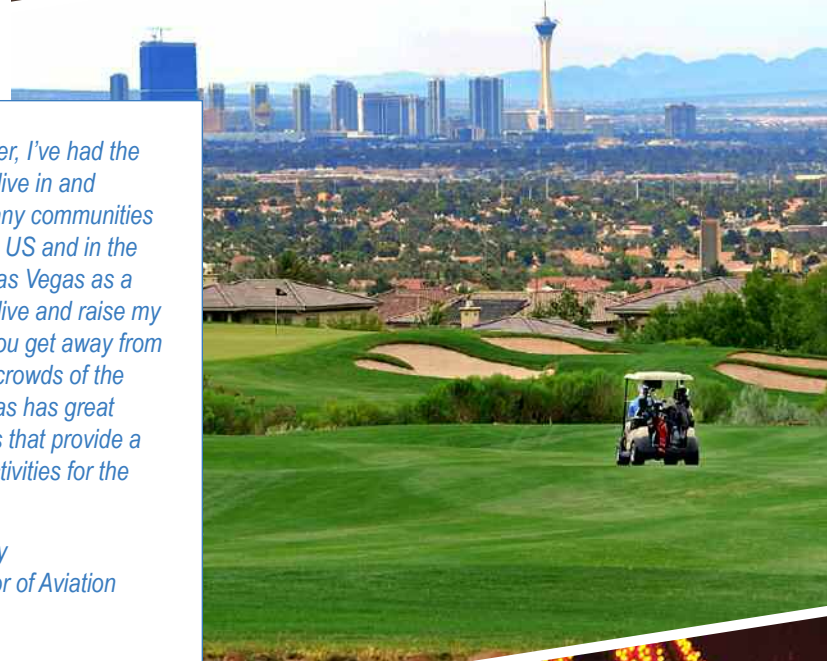 er, I’ve had the
live in and
any communities
US and in the
as Vegas as a
live and raise my
ou get away from
crowds of the
as has great
s that provide a
tivities for the
y
or of Aviation